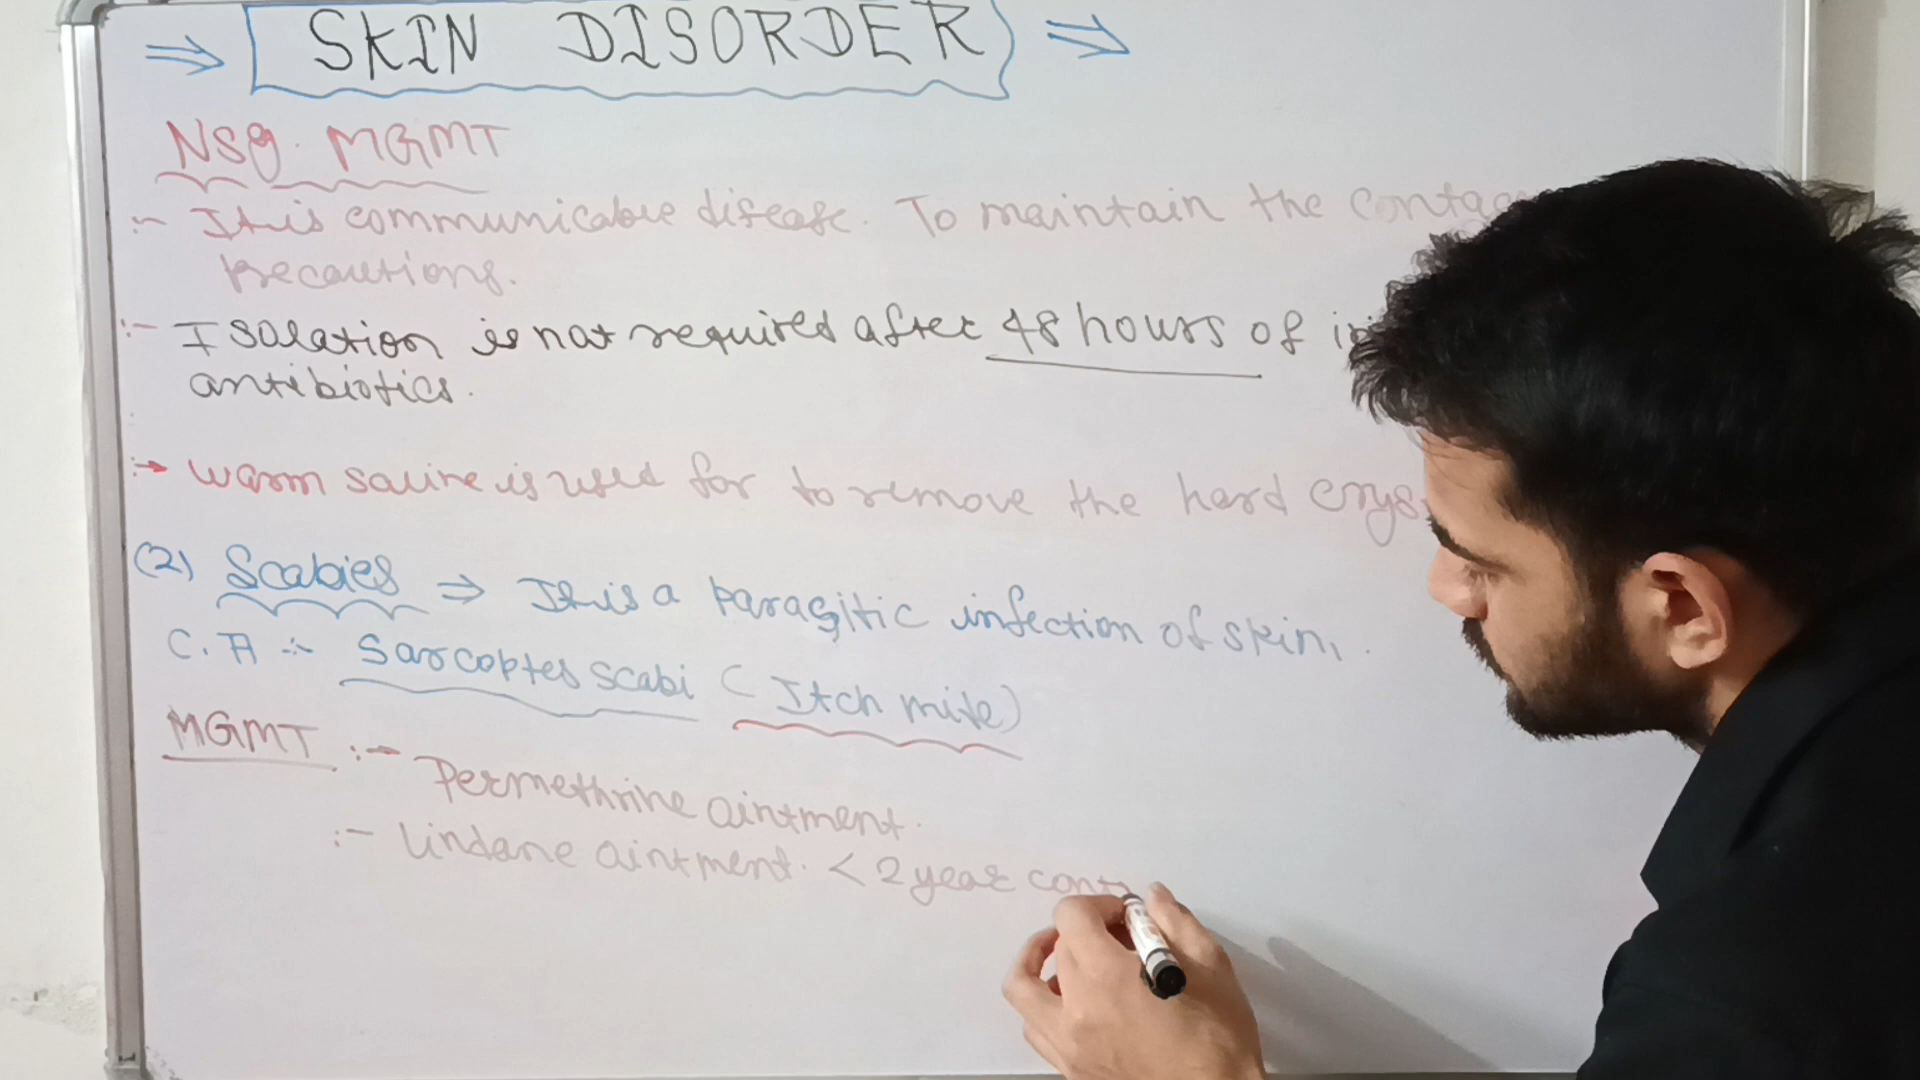 ⇒ SKIN DISORDER ⇒
Nsg. MGMT
:- It is communicable disease. To maintain the
precautions.
:- Isolation is not required after 48 hours of
antibiotics.
:→ warm saline is used for to remove the hard
(2) Scabies ⇒ It is a parasitic infection of skin.
C.A :- Sarcoptes scabi (Itch mite)
MGMT :→ Permethrine ointment.
:- lindane ointment. < 2 year